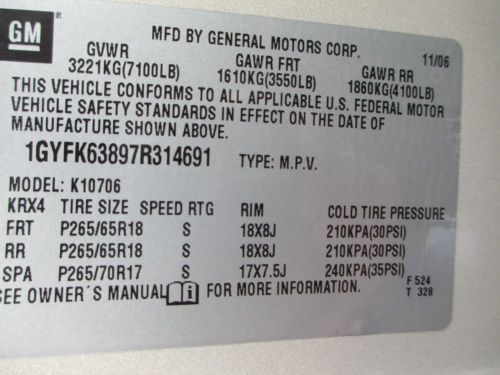 GM
MFD BY GENERAL MOTORS CORP.
11/06
GVWR GAWR FRT GAWR RR
3221KG(7100LB) 1610KG(3550LB) 1860KG(4100LB)
THIS VEHICLE CONFORMS TO ALL APPLICABLE U.S. FEDERAL MOTOR
VEHICLE SAFETY STANDARDS IN EFFECT ON THE DATE OF
MANUFACTURE SHOWN ABOVE.
1GYFK63897R314691 TYPE: M.P.V.
MODEL: K10706
KRX4 TIRE SIZE SPEED RTG RIM COLD TIRE PRESSURE
FRT P265/65R18 S 18X8J 210KPA(30PSI)
RR P265/65R18 S 18X8J 210KPA(30PSI)
SPA P265/70R17 S 17X7.5J 240KPA(35PSI)
SEE OWNER´S MANUAL i FOR MORE INFORMATION.
F 524
T 328